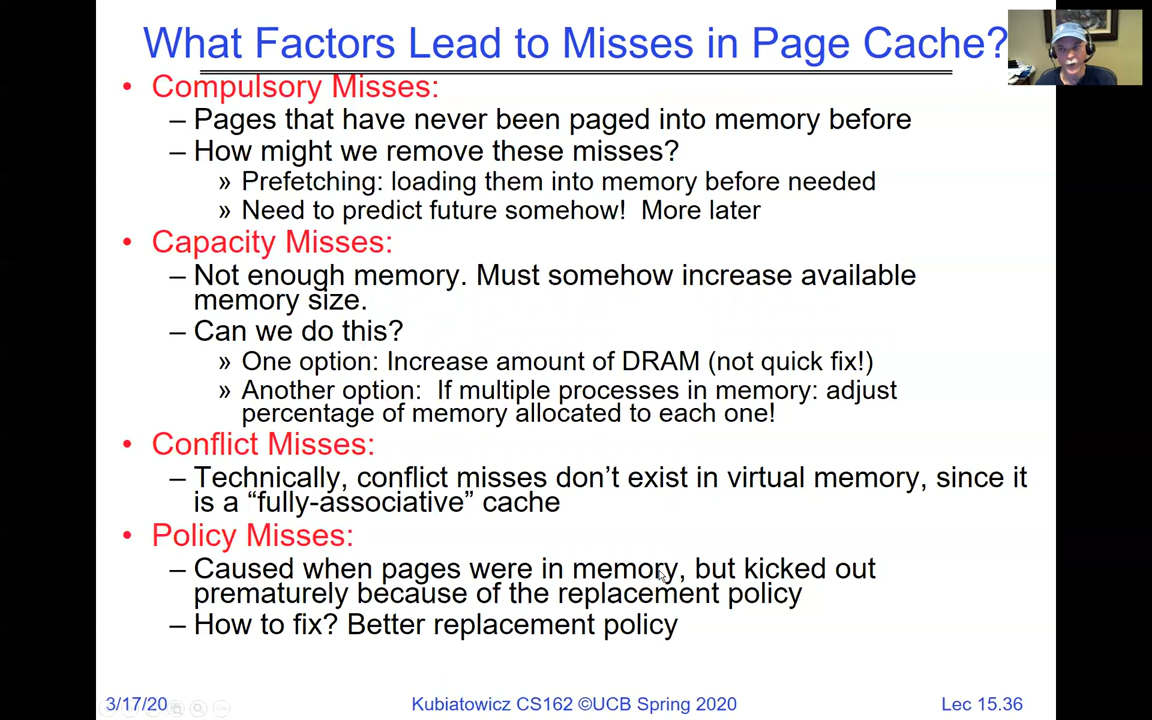 What Factors Lead to Misses in Page Cache?
• Compulsory Misses:
– Pages that have never been paged into memory before
– How might we remove these misses?
» Prefetching: loading them into memory before needed
» Need to predict future somehow!  More later
• Capacity Misses:
– Not enough memory. Must somehow increase available
memory size.
– Can we do this?
» One option: Increase amount of DRAM (not quick fix!)
» Another option:  If multiple processes in memory: adjust
percentage of memory allocated to each one!
• Conflict Misses:
– Technically, conflict misses don’t exist in virtual memory, since it
is a “fully-associative” cache
• Policy Misses:
– Caused when pages were in memory, but kicked out
prematurely because of the replacement policy
– How to fix? Better replacement policy
3/17/20
Kubiatowicz CS162 ©UCB Spring 2020
Lec 15.36